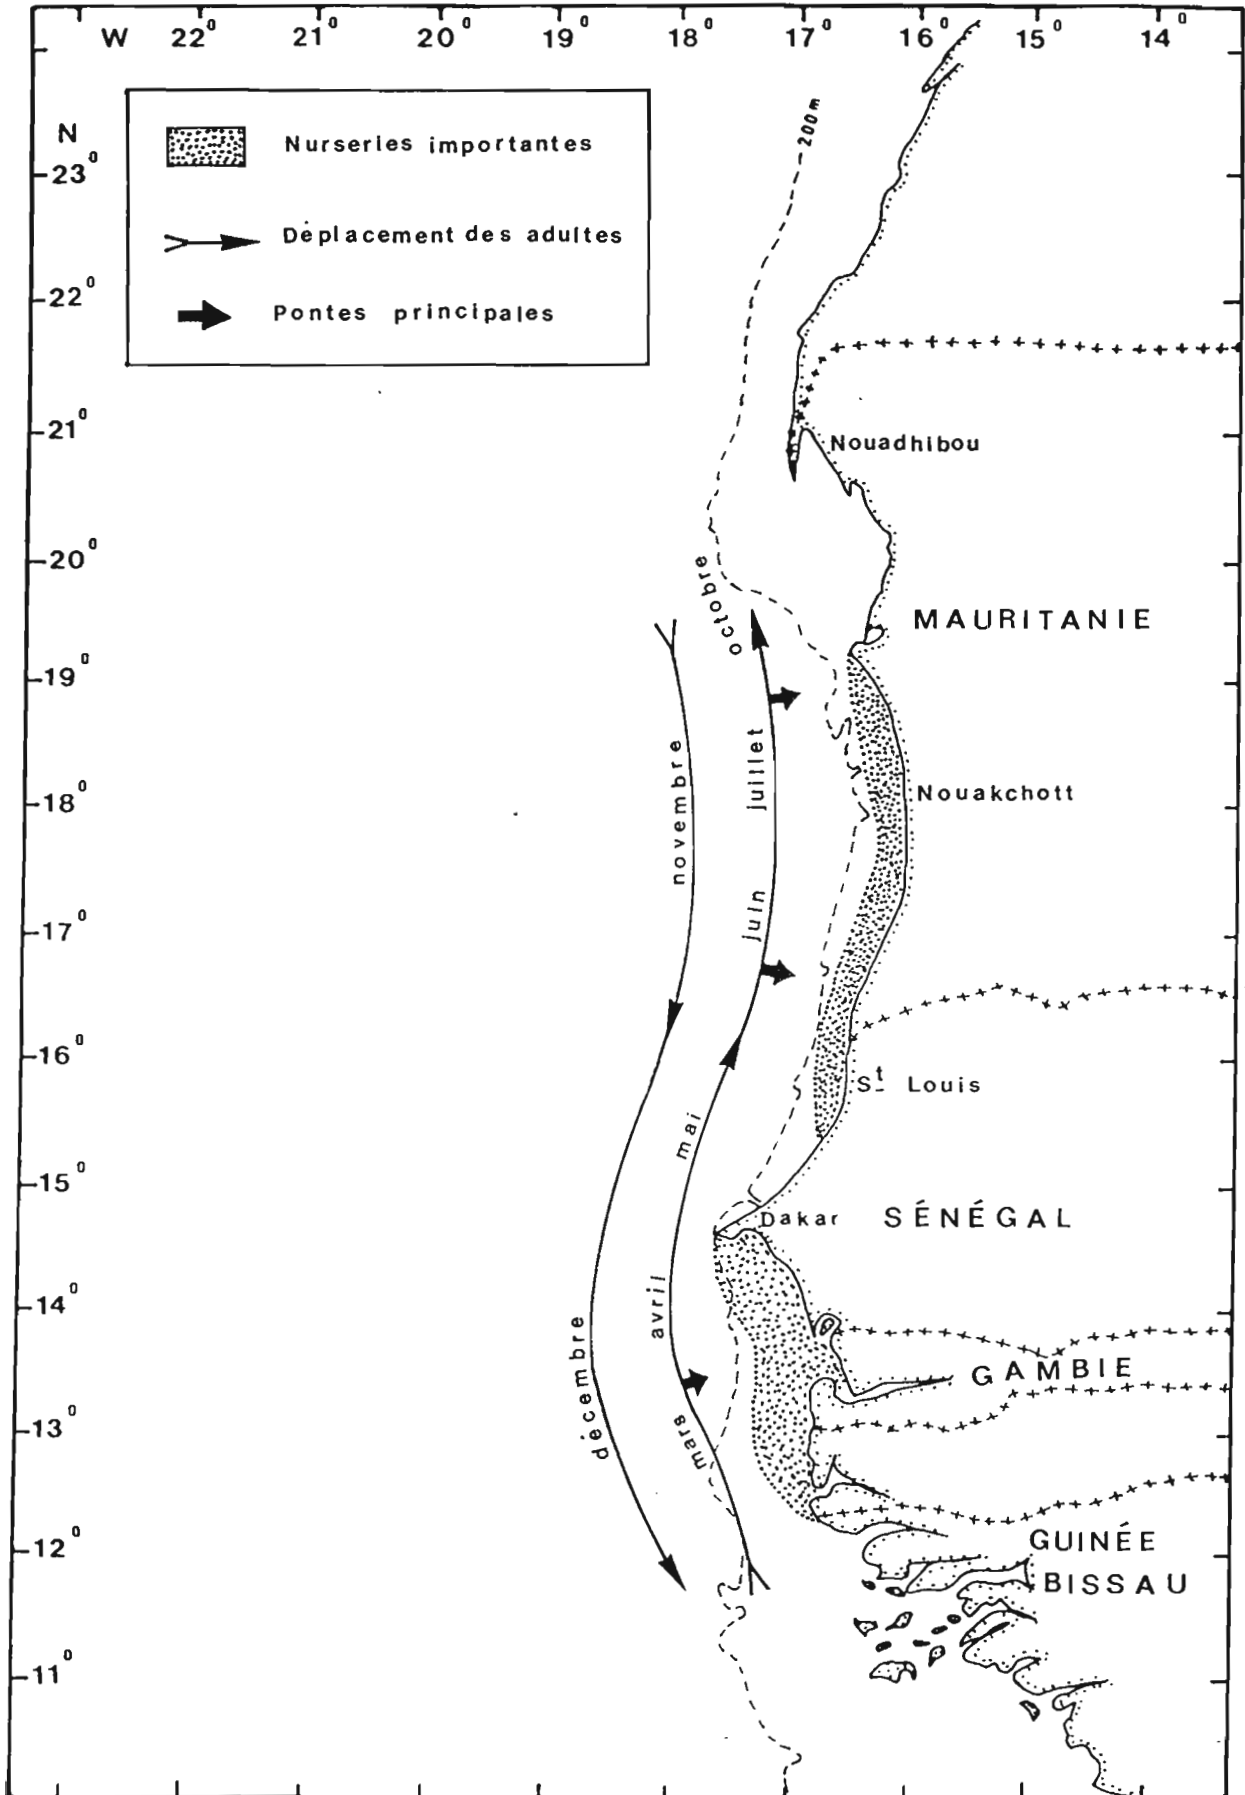 W 22° 21° 20° 19° 18° 17° 16° 15° 14°
N
23°
22°
21°
20°
19°
18°
17°
16°
15°
14°
13°
12°
11°
Nurseries importantes
Déplacement des adultes
Pontes principales
200m
Nouadhibou
octobre
MAURITANIE
novembre
juillet
Nouakchott
juin
St Louis
mai
Dakar
SÉNÉGAL
avril
décembre
GAMBIE
mars
GUINÉE
BISSAU